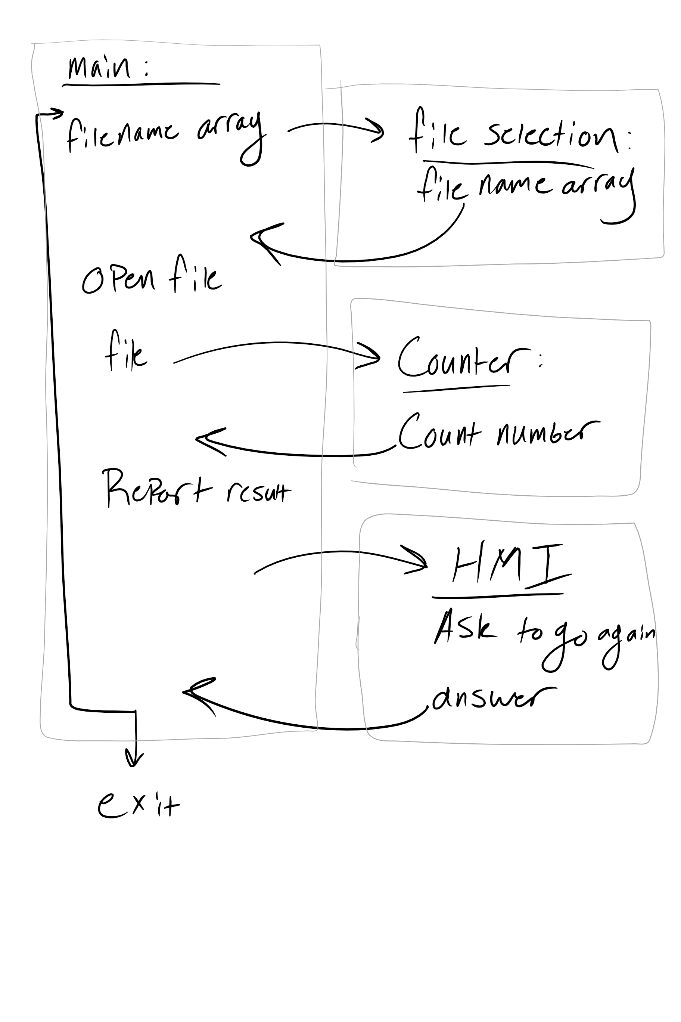 main:
filename array
file selection:
file name array
open file
file
Counter:
Count number
Report result
HMI
Ask to go again
answer
exit